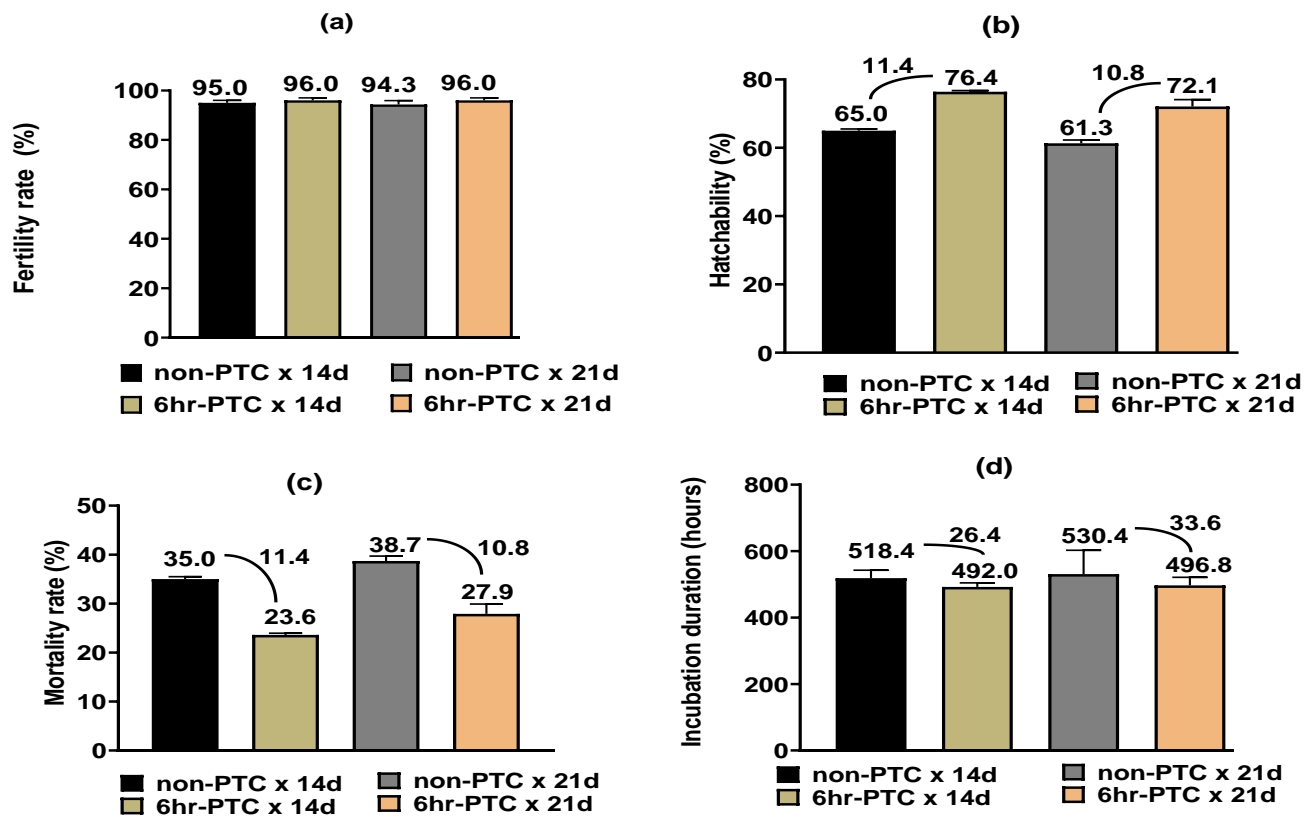 (a)
Fertility rate (%)
95.0 96.0 94.3 96.0
100
80
60
40
20
0
non-PTC x 14d non-PTC x 21d
6hr-PTC x 14d 6hr-PTC x 21d
(b)
Hatchability (%)
11.4 76.4 10.8 72.1
65.0 61.3
80
60
40
20
0
non-PTC x 14d non-PTC x 21d
6hr-PTC x 14d 6hr-PTC x 21d
(c)
Mortality rate (%)
35.0 11.4 38.7 10.8
23.6 27.9
50
40
30
20
10
0
non-PTC x 14d non-PTC x 21d
6hr-PTC x 14d 6hr-PTC x 21d
(d)
Incubation duration (hours)
518.4 26.4 530.4 33.6
492.0 496.8
800
600
400
200
0
non-PTC x 14d non-PTC x 21d
6hr-PTC x 14d 6hr-PTC x 21d